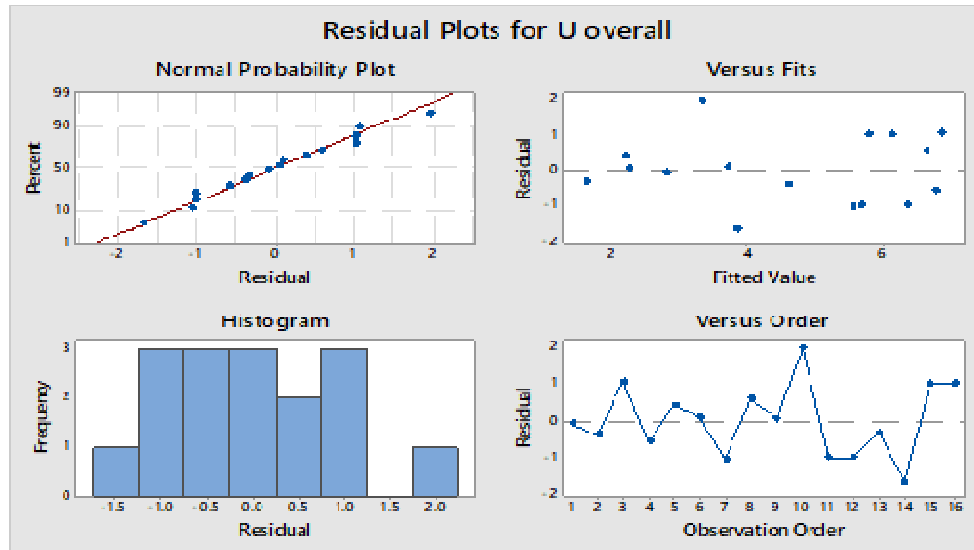 Residual Plots for U overall
Normal Probability Plot
Versus Fits
99
90
50
10
1
Percent
-2
-1
0
1
2
Residual
2
1
0
-1
-2
Residual
2
4
6
Fitted Value
Histogram
Versus Order
3
2
1
0
Frequency
-1.5
-1.0
-0.5
0.0
0.5
1.0
1.5
2.0
Residual
2
1
0
-1
-2
Residual
1 2 3 4 5 6 7 8 9 10 11 12 13 14 15 16
Observation Order